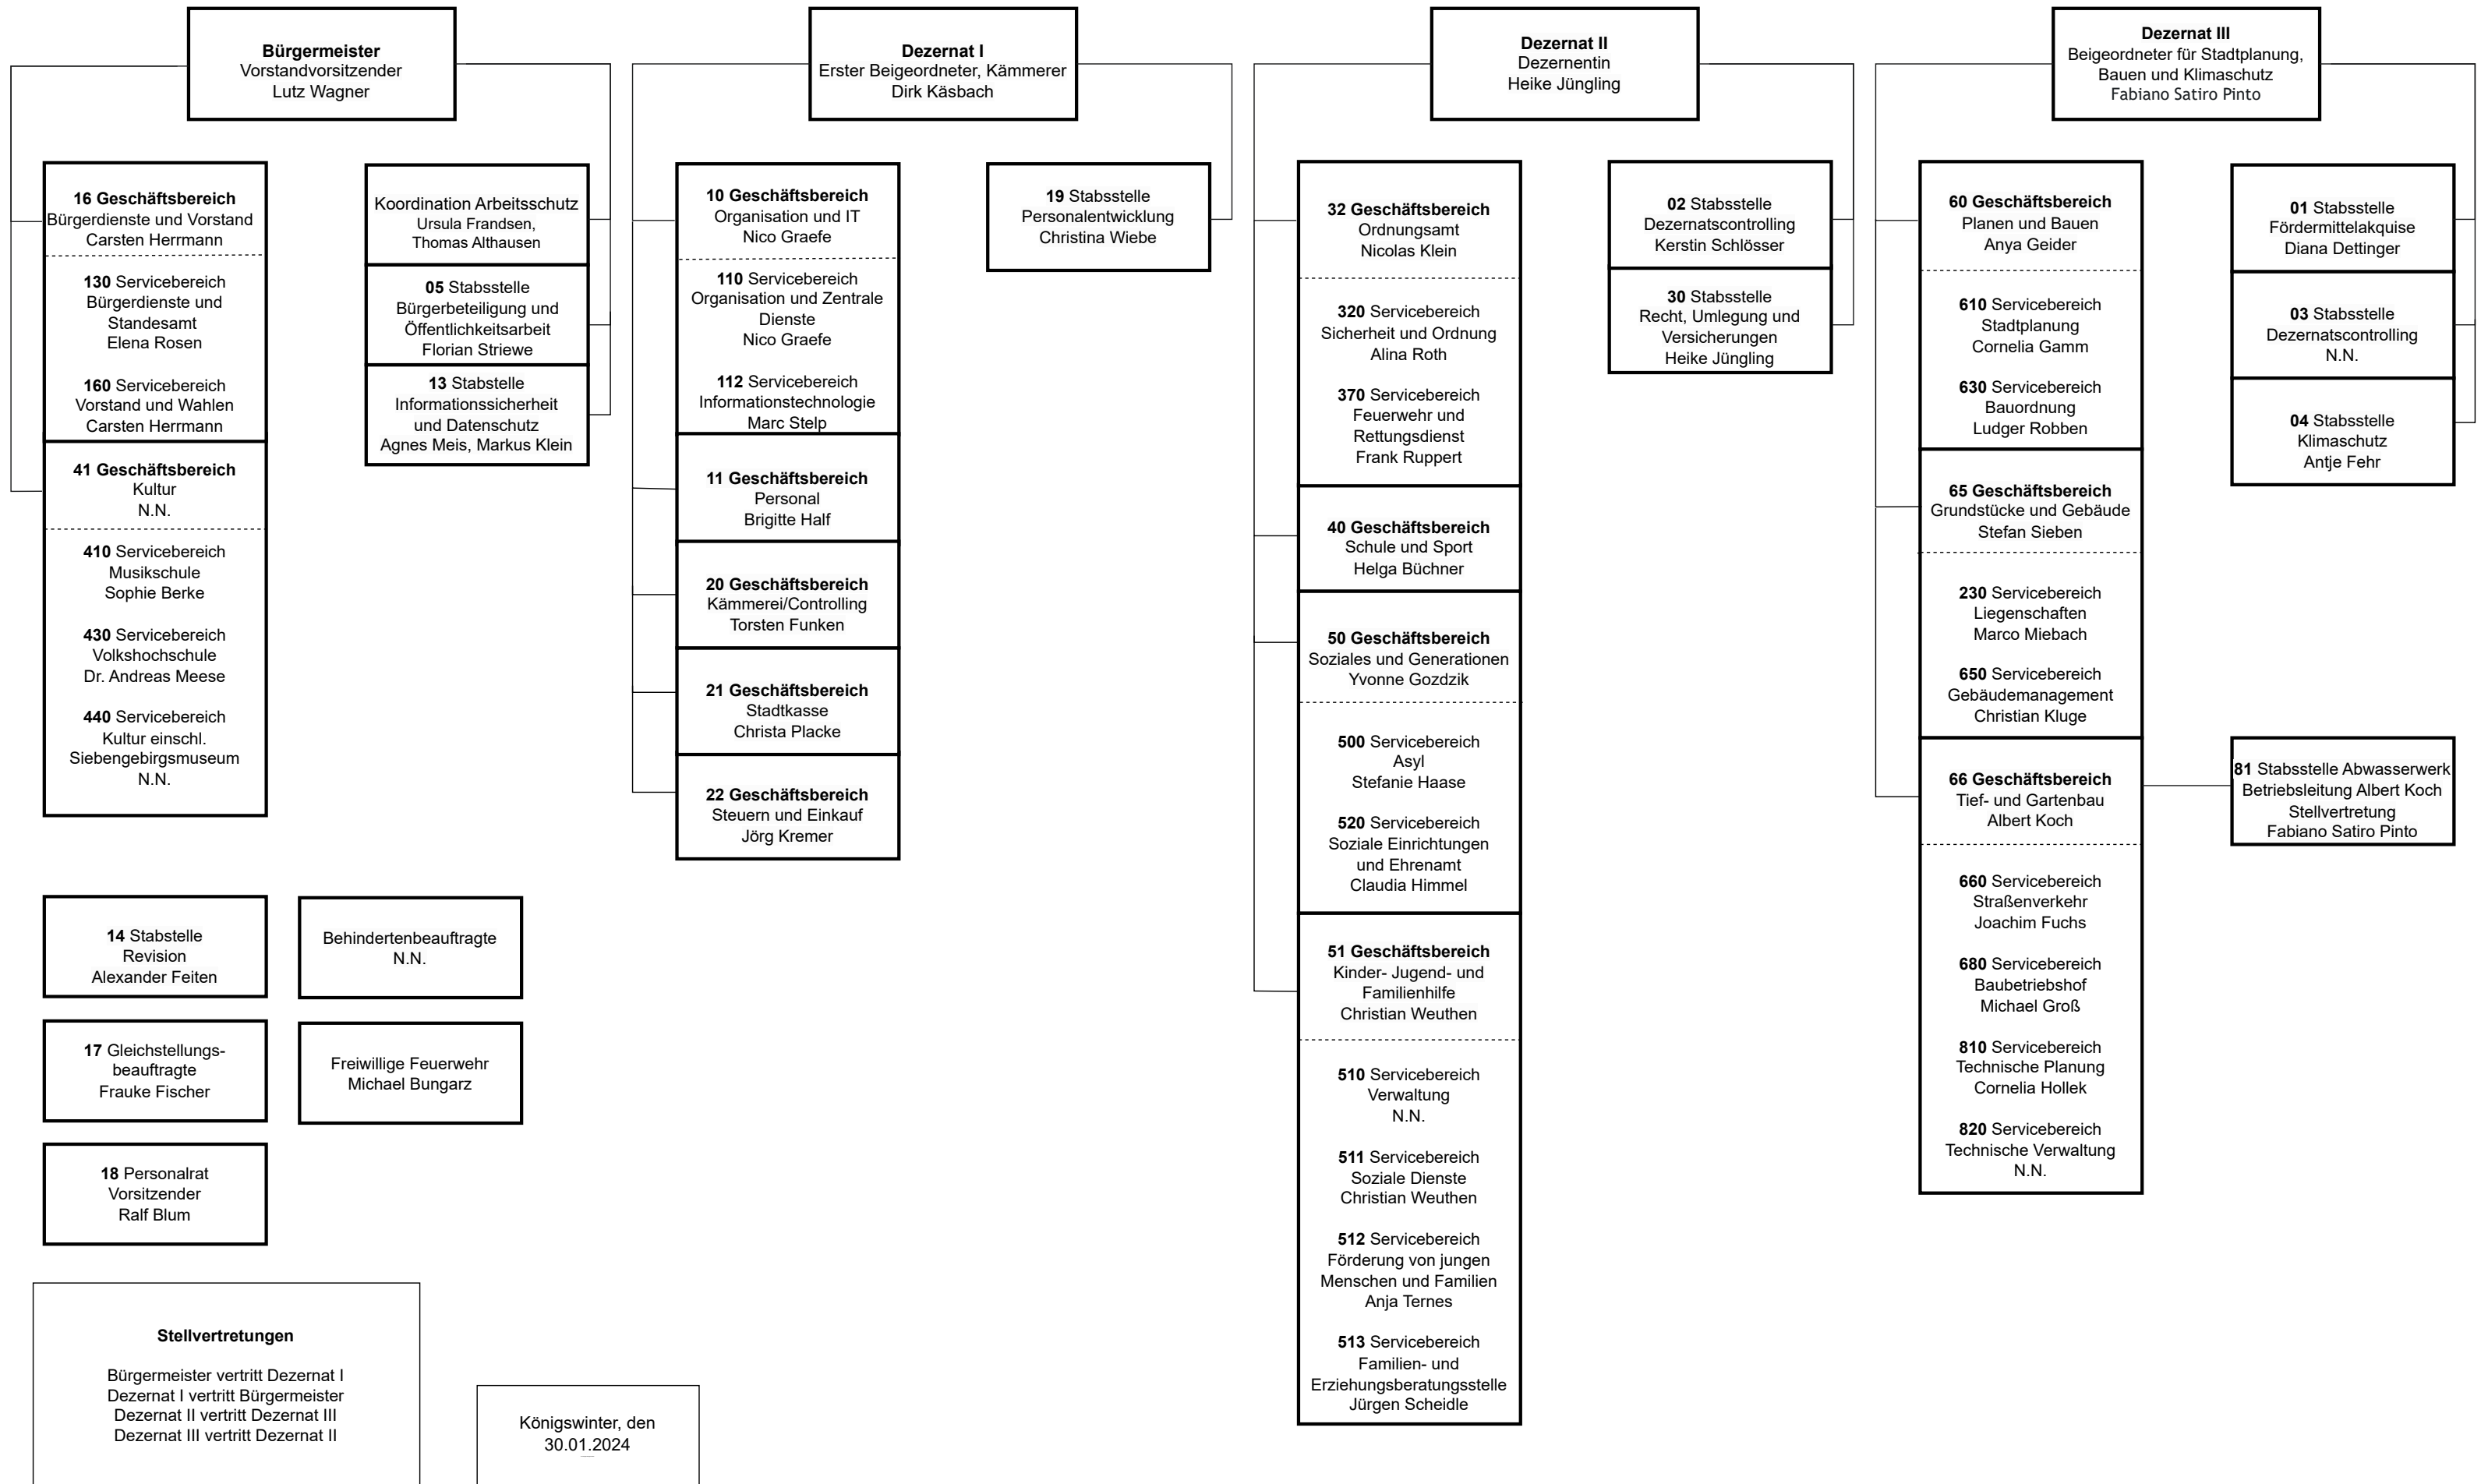 Bürgermeister
Vorstandvorsitzender
Lutz Wagner
16 Geschäftsbereich
Bürgerdienste und Vorstand
Carsten Herrmann
130 Servicebereich
Bürgerdienste und
Standesamt
Elena Rosen
160 Servicebereich
Vorstand und Wahlen
Carsten Herrmann
41 Geschäftsbereich
Kultur
N.N.
410 Servicebereich
Musikschule
Sophie Berke
430 Servicebereich
Volkshochschule
Dr. Andreas Meese
440 Servicebereich
Kultur einschl.
Siebengebirgsmuseum
N.N.
Koordination Arbeitsschutz
Ursula Frandsen,
Thomas Althausen
05 Stabsstelle
Bürgerbeteiligung und
Öffentlichkeitsarbeit
Florian Striewe
13 Stabstelle
Informationssicherheit
und Datenschutz
Agnes Meis, Markus Klein
Dezernat I
Erster Beigeordneter, Kämmerer
Dirk Käsbach
10 Geschäftsbereich
Organisation und IT
Nico Graefe
110 Servicebereich
Organisation und Zentrale
Dienste
Nico Graefe
112 Servicebereich
Informationstechnologie
Marc Stelp
11 Geschäftsbereich
Personal
Brigitte Half
20 Geschäftsbereich
Kämmerei/Controlling
Torsten Funken
21 Geschäftsbereich
Stadtkasse
Christa Placke
22 Geschäftsbereich
Steuern und Einkauf
Jörg Kremer
19 Stabsstelle
Personalentwicklung
Christina Wiebe
Dezernat II
Dezernentin
Heike Jüngling
32 Geschäftsbereich
Ordnungsamt
Nicolas Klein
320 Servicebereich
Sicherheit und Ordnung
Alina Roth
370 Servicebereich
Feuerwehr und
Rettungsdienst
Frank Ruppert
40 Geschäftsbereich
Schule und Sport
Helga Büchner
50 Geschäftsbereich
Soziales und Generationen
Yvonne Gozdzik
500 Servicebereich
Asyl
Stefanie Haase
520 Servicebereich
Soziale Einrichtungen
und Ehrenamt
Claudia Himmel
51 Geschäftsbereich
Kinder- Jugend- und
Familienhilfe
Christian Weuthen
510 Servicebereich
Verwaltung
N.N.
511 Servicebereich
Soziale Dienste
Christian Weuthen
512 Servicebereich
Förderung von jungen
Menschen und Familien
Anja Ternes
513 Servicebereich
Familien- und
Erziehungsberatungsstelle
Jürgen Scheidle
02 Stabsstelle
Dezernatscontrolling
Kerstin Schlösser
30 Stabsstelle
Recht, Umlegung und
Versicherungen
Heike Jüngling
Dezernat III
Beigeordneter für Stadtplanung,
Bauen und Klimaschutz
Fabiano Satiro Pinto
60 Geschäftsbereich
Planen und Bauen
Anya Geider
610 Servicebereich
Stadtplanung
Cornelia Gamm
630 Servicebereich
Bauordnung
Ludger Robben
65 Geschäftsbereich
Grundstücke und Gebäude
Stefan Sieben
230 Servicebereich
Liegenschaften
Marco Miebach
650 Servicebereich
Gebäudemanagement
Christian Kluge
66 Geschäftsbereich
Tief- und Gartenbau
Albert Koch
660 Servicebereich
Straßenverkehr
Joachim Fuchs
680 Servicebereich
Baubetriebshof
Michael Groß
810 Servicebereich
Technische Planung
Cornelia Hollek
820 Servicebereich
Technische Verwaltung
N.N.
01 Stabsstelle
Fördermittelakquise
Diana Dettinger
03 Stabsstelle
Dezernatscontrolling
N.N.
04 Stabsstelle
Klimaschutz
Antje Fehr
81 Stabsstelle Abwasserwerk
Betriebsleitung Albert Koch
Stellvertretung
Fabiano Satiro Pinto
14 Stabstelle
Revision
Alexander Feiten
Behindertenbeauftragte
N.N.
17 Gleichstellungs-
beauftragte
Frauke Fischer
Freiwillige Feuerwehr
Michael Bungarz
18 Personalrat
Vorsitzender
Ralf Blum
Stellvertretungen
Bürgermeister vertritt Dezernat I
Dezernat I vertritt Bürgermeister
Dezernat II vertritt Dezernat III
Dezernat III vertritt Dezernat II
Königswinter, den
30.01.2024